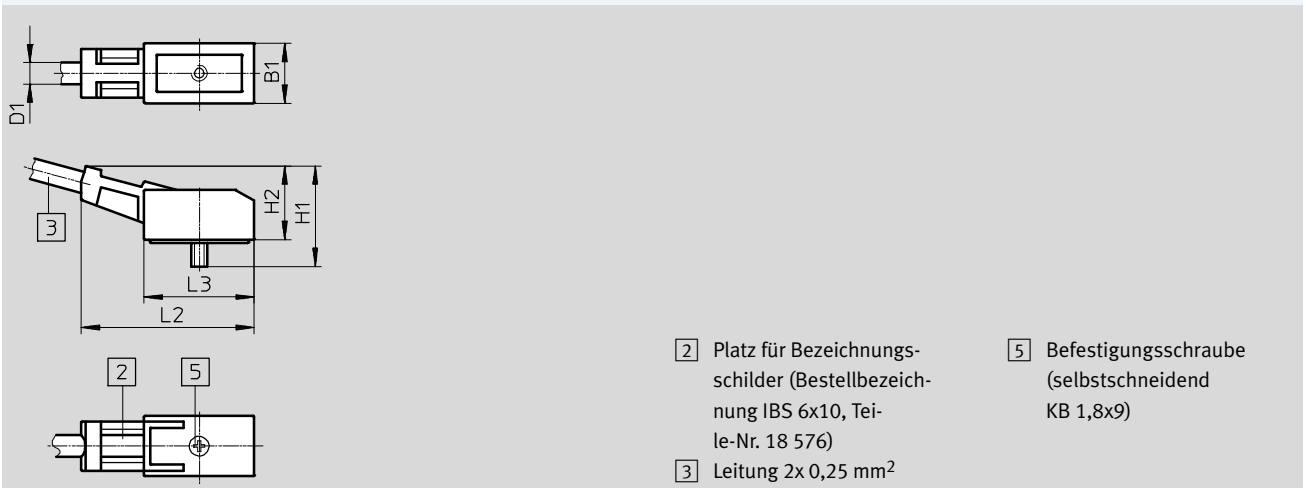 D1
B1
3
H2
H1
L3
L2
2
5
2 Platz für Bezeichnungs-
schilder (Bestellbezeich-
nung IBS 6x10, Tei-
le-Nr. 18 576)
3 Leitung 2x 0,25 mm²
5 Befestigungsschraube
(selbstschneidend
KB 1,8x9)